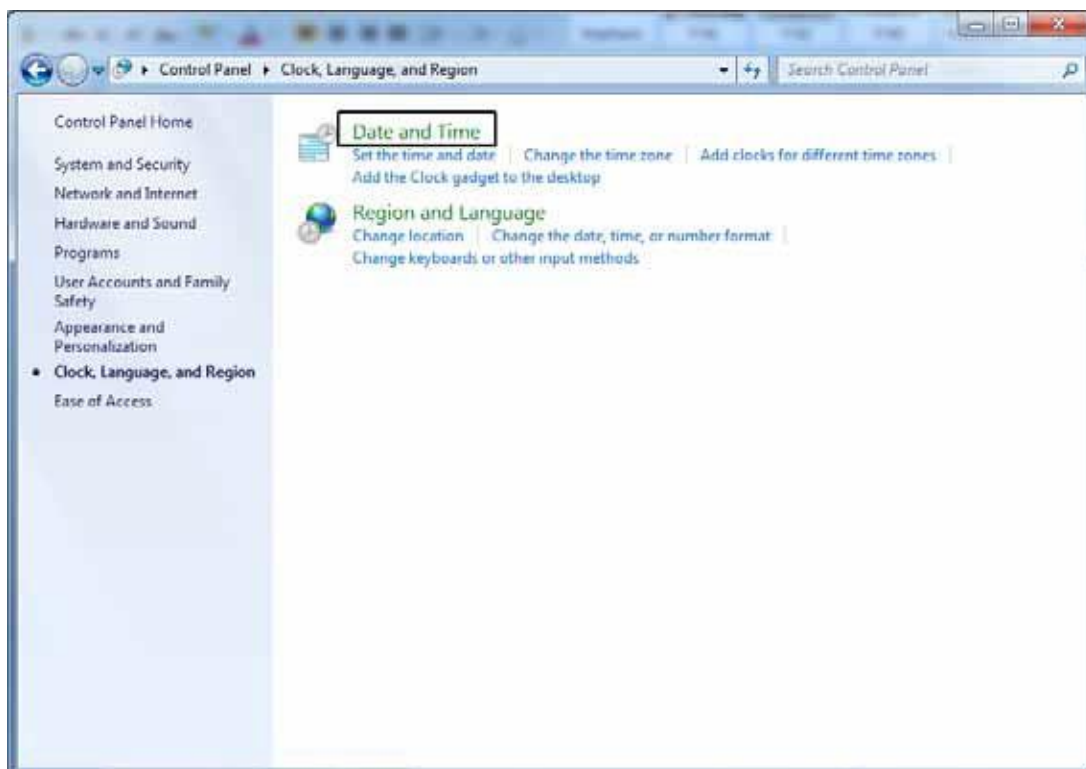 Control Panel ▸ Clock, Language, and Region
Search Control Panel
Control Panel Home
System and Security
Network and Internet
Hardware and Sound
Programs
User Accounts and Family
Safety
Appearance and
Personalization
Clock, Language, and Region
Ease of Access
Date and Time
Set the time and date | Change the time zone | Add clocks for different time zones |
Add the Clock gadget to the desktop
Region and Language
Change location | Change the date, time, or number format |
Change keyboards or other input methods